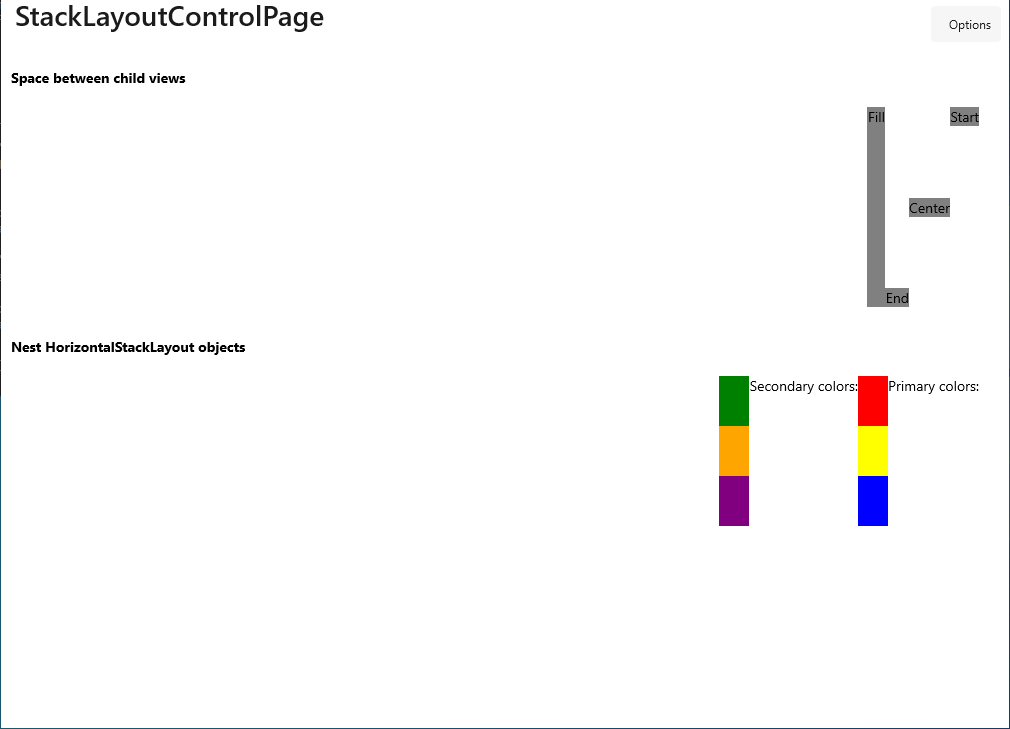 StackLayoutControlPage
Options
Space between child views
Fill
Start
Center
End
Nest HorizontalStackLayout objects
Secondary colors:
Primary colors: